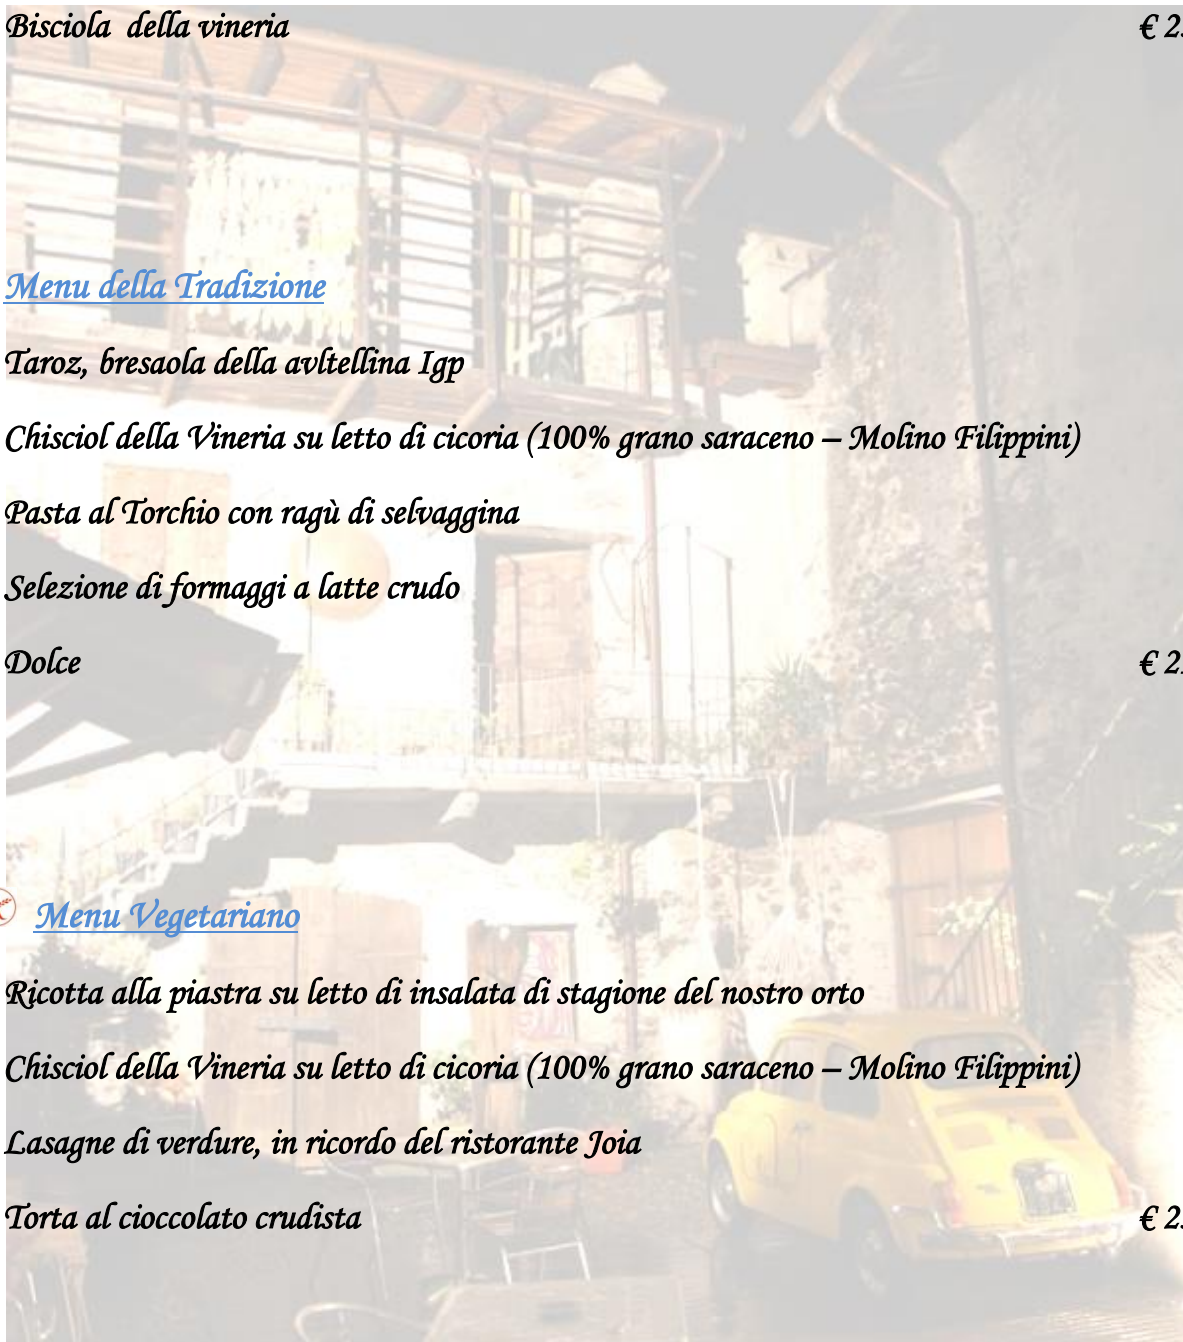 Bisciola della vineria € 2
Menu della Tradizione
Taroz, bresaola della avltellina Igp
Chisciol della Vineria su letto di cicoria (100% grano saraceno – Molino Filippini)
Pasta al Torchio con ragù di selvaggina
Selezione di formaggi a latte crudo
Dolce € 2
Menu Vegetariano
Ricotta alla piastra su letto di insalata di stagione del nostro orto
Chisciol della Vineria su letto di cicoria (100% grano saraceno – Molino Filippini)
Lasagne di verdure, in ricordo del ristorante Joia
Torta al cioccolato crudista € 2